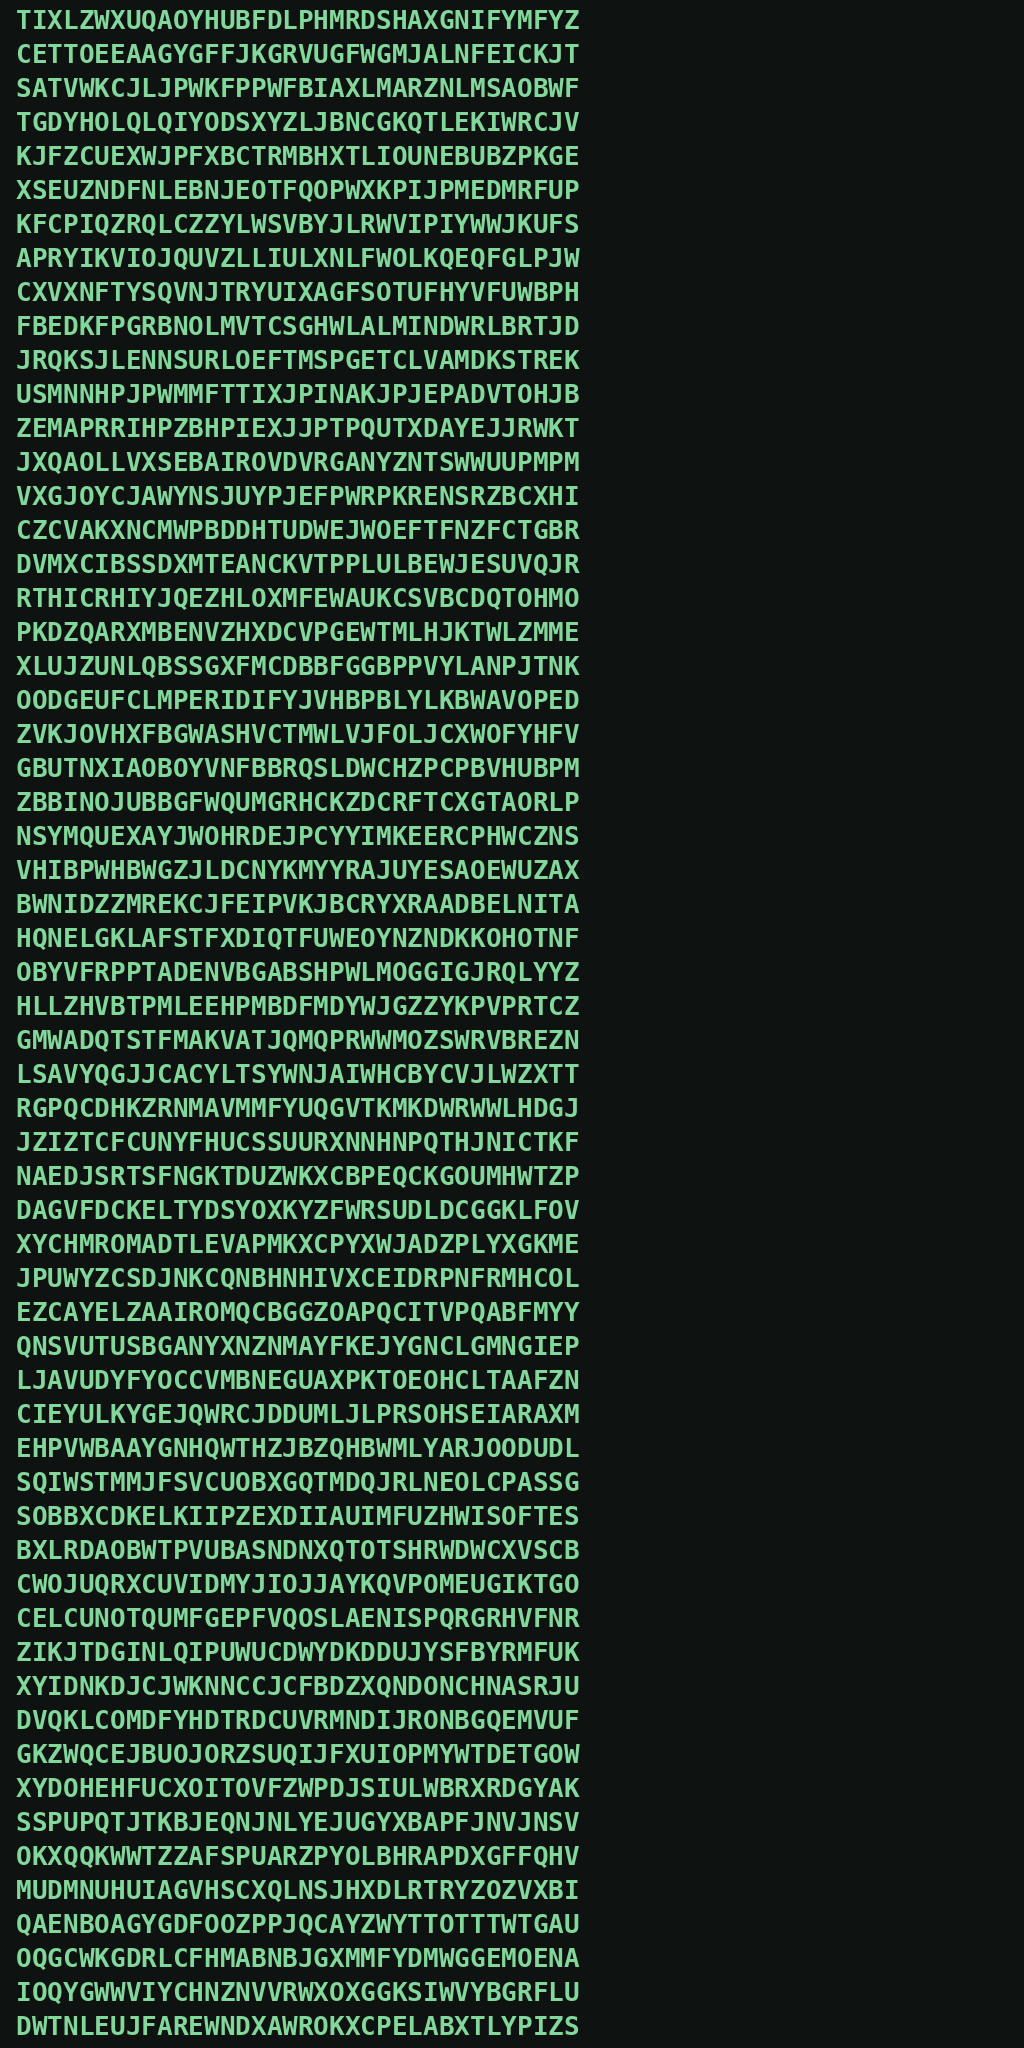 TIXLZWXUQAOYHUBFDLPHMRDSHAXGNIFYMFYZ
CETTOEEAAGYGFFJKGRVUGFWGMJALNFEICKJT
SATVWKCJLJPWKFPPWFBIAXLMARZNLMSAOBWF
TGDYHOLQLQIYODSXYZLJBNCGKQTLEKIWRCJV
KJFZCUEXWJPFXBCTRMBHXTLIOUNEBUBZPKGE
XSEUZNDFNLEBNJEOTFQOPWXKPIJPMEDMRFUP
KFCPIQZRQLCZZYLWSVBYJLRWVIPIYWWJKUFS
APRYIKVIOJQUVZLLIULXNLFWOLKQEQFGLPJW
CXVXNFTYSQVNJTRYUIXAGFSOTUFHYVFUWBPH
FBEDKFPGRBNOLMVTCSGHWLALMINDWRLBRTJD
JRQKSJLENNSURLOEFTMSPGETCLVAMDKSTREK
USMNNHPJPWMMFTTIXJPINAKJPJEPADVTOHJB
ZEMAPRRIHPZBHPIEXJJPTPQUTXDAYEJJRWKT
JXQAOLLVXSEBAIROVDVRGANYZNTSWWUUPMPM
VXGJOYCJAWYNSJUYPJEFPWRPKRENSRZBCXHI
CZCVAKXNCMWPBDDHTUDWEJWOEFTFNZFCTGBR
DVMXCIBSSDXMTEANCKVTPPLULBEWJESUVQJR
RTHICRHIYJQEZHLOXMFEWAUKCSVBCDQTOHMO
PKDZQARXMBENVZHXDCVPGEWTMLHJKTWLZMME
XLUJZUNLQBSSGXFMCDBBFGGBPPVYLANPJTNK
OODGEUFCLMPERIDIFYJVHBPBLYLKBWAVOPED
ZVKJOVHXFBGWASHVCTMWLVJFOLJCXWOFYHFV
GBUTNXIAOBOYVNFBBRQSLDWCHZPCPBVHUBPM
ZBBINOJUBBGFWQUMGRHCKZDCRFTCXGTAORLP
NSYMQUEXAYJWOHRDEJPCYYIMKEERCPHWCZNS
VHIBPWHBWGZJLDCNYKMYYRAJUYESAOEWUZAX
BWNIDZZMREKCJFEIPVKJBCRYXRAADBELNITA
HQNELGKLAFSTFXDIQTFUWEOYNZNDKKOHOTNF
OBYVFRPPTADENVBGABSHPWLMOGGIGJRQLYYZ
HLLZHVBTPMLEEHPMBDFMDYWJGZZYKPVPRTCZ
GMWADQTSTFMAKVATJQMQPRWWMOZSWRVBREZN
LSAVYQGJJCACYLTSYWNJAIWHCBYCVJLWZXTT
RGPQCDHKZRNMAVMMFYUQGVTKMKDWRWWLHDGJ
JZIZTCFCUNYFHUCSSUURXNNHNPQTHJNICTKF
NAEDJSRTSFNGKTDUZWKXCBPEQCKGOUMHWTZP
DAGVFDCKELTYDSYOXKYZFWRSUDLDCGGKLFOV
XYCHMROMADTLEVAPMKXCPYXWJADZPLYXGKME
JPUWYZCSDJNKCQNBHNHIVXCEIDRPNFRMHCOL
EZCAYELZAAIROMQCBGGZOAPQCITVPQABFMYY
QNSVUTUSBGANYXNZNMAYFKEJYGNCLGMNGIEP
LJAVUDYFYOCCVMBNEGUAXPKTOEOHCLTAAFZN
CIEYULKYGEJQWRCJDDUMLJLPRSOHSEIARAXM
EHPVWBAAYGNHQWTHZJBZQHBWMLYARJOODUDL
SQIWSTMMJFSVCUOBXGQTMDQJRLNEOLCPASSG
SOBBXCDKELKIIPZEXDIIAUIMFUZHWISOFTES
BXLRDAOBWTPVUBASNDNXQTOTSHRWDWCXVSCB
CWOJUQRXCUVIDMYJIOJJAYKQVPOMEUGIKTGO
CELCUNOTQUMFGEPFVQOSLAENISPQRGRHVFNR
ZIKJTDGINLQIPUWUCDWYDKDDUJYSFBYRMFUK
XYIDNKDJCJWKNNCCJCFBDZXQNDONCHNASRJU
DVQKLCOMDFYHDTRDCUVRMNDIJRONBGQEMVUF
GKZWQCEJBUOJORZSUQIJFXUIOPMYWTDETGOW
XYDOHEHFUCXOITOVFZWPDJSIULWBRXRDGYAK
SSPUPQTJTKBJEQNJNLYEJUGYXBAPFJNVJNSV
OKXQQKWWTZZAFSPUARZPYOLBHRAPDXGFFQHV
MUDMNUHUIAGVHSCXQLNSJHXDLRTRYZOZVXBI
QAENBOAGYGDFOOZPPJQCAYZWYTTOTTTWTGAU
OQGCWKGDRLCFHMABNBJGXMMFYDMWGGEMOENA
IOQYGWWVIYCHNZNVVRWXOXGGKSIWVYBGRFLU
DWTNLEUJFAREWNDXAWROKXCPELABXTLYPIZS